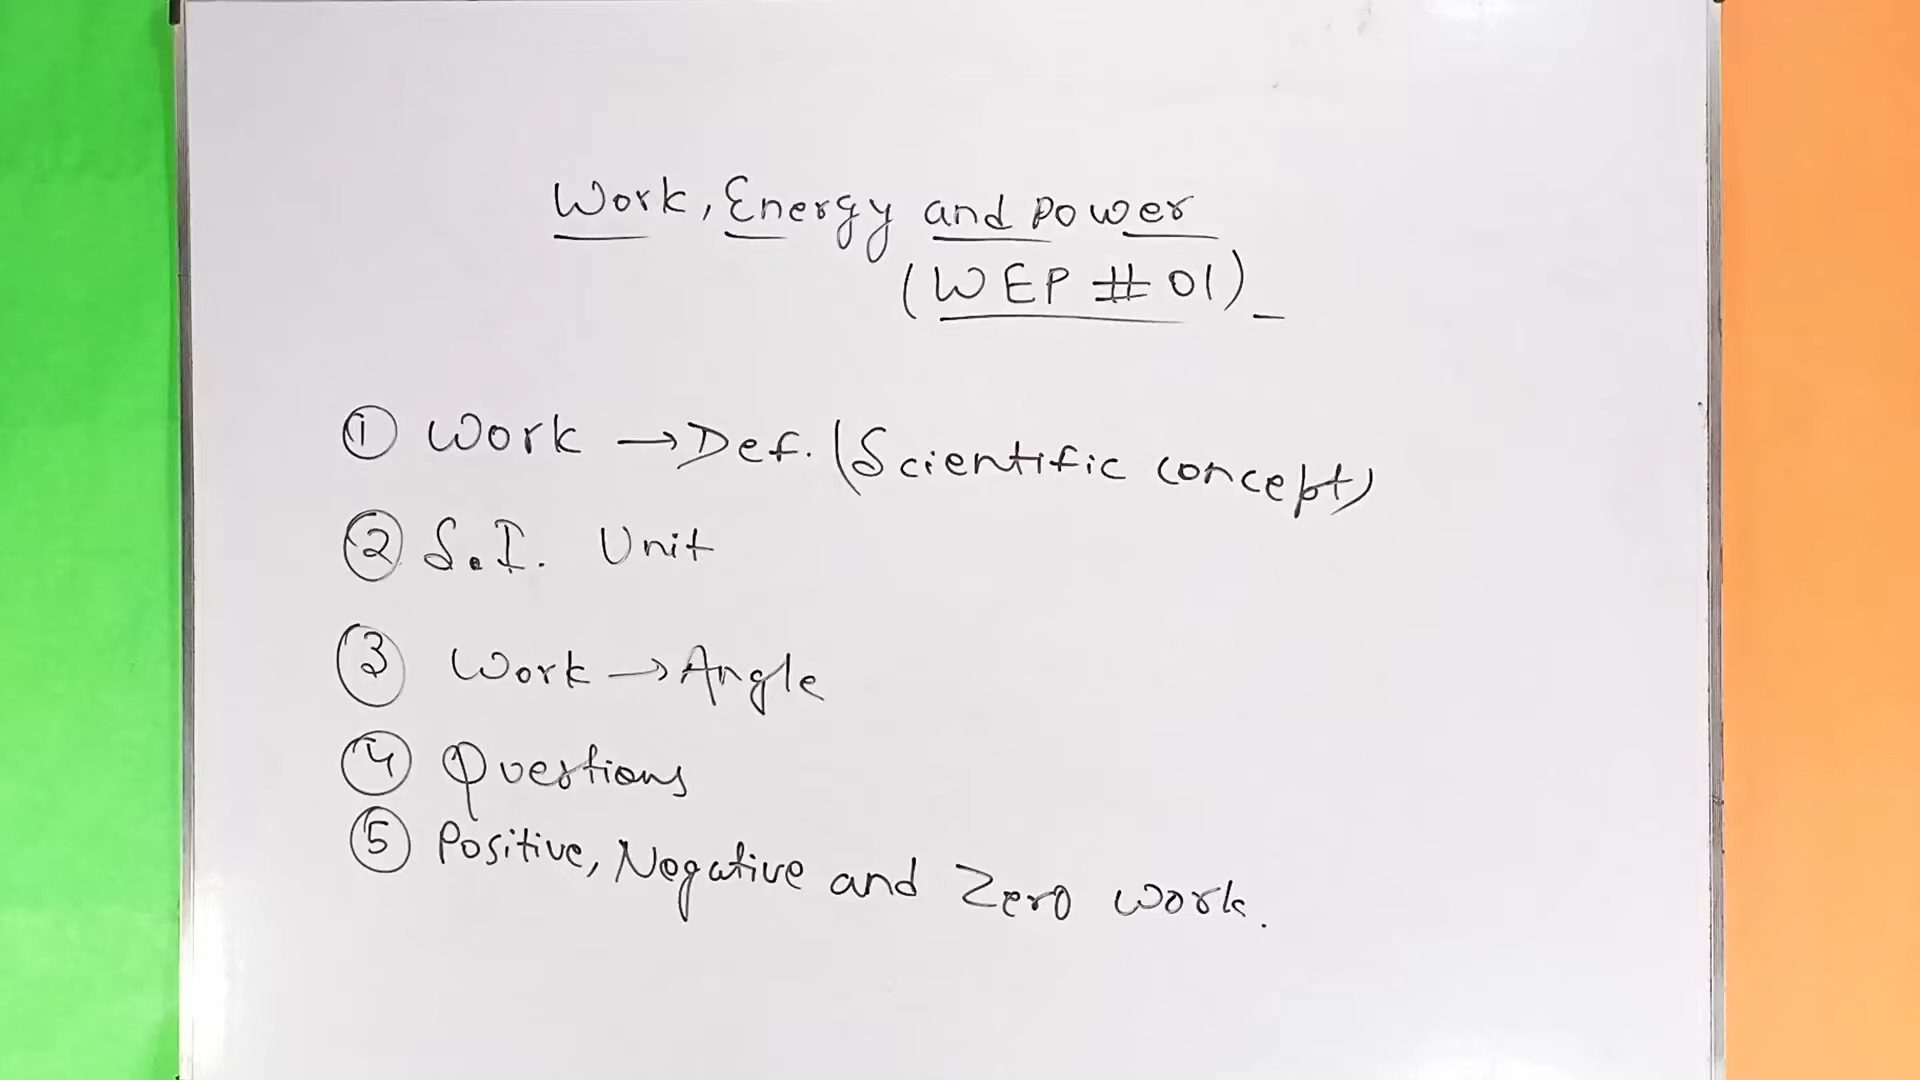 Work, Energy and power
(WEP # 01)
① Work → Def. (Scientific concept)
② S.I. Unit
③ Work → Angle
④ Questions
⑤ Positive, Negative and Zero work.